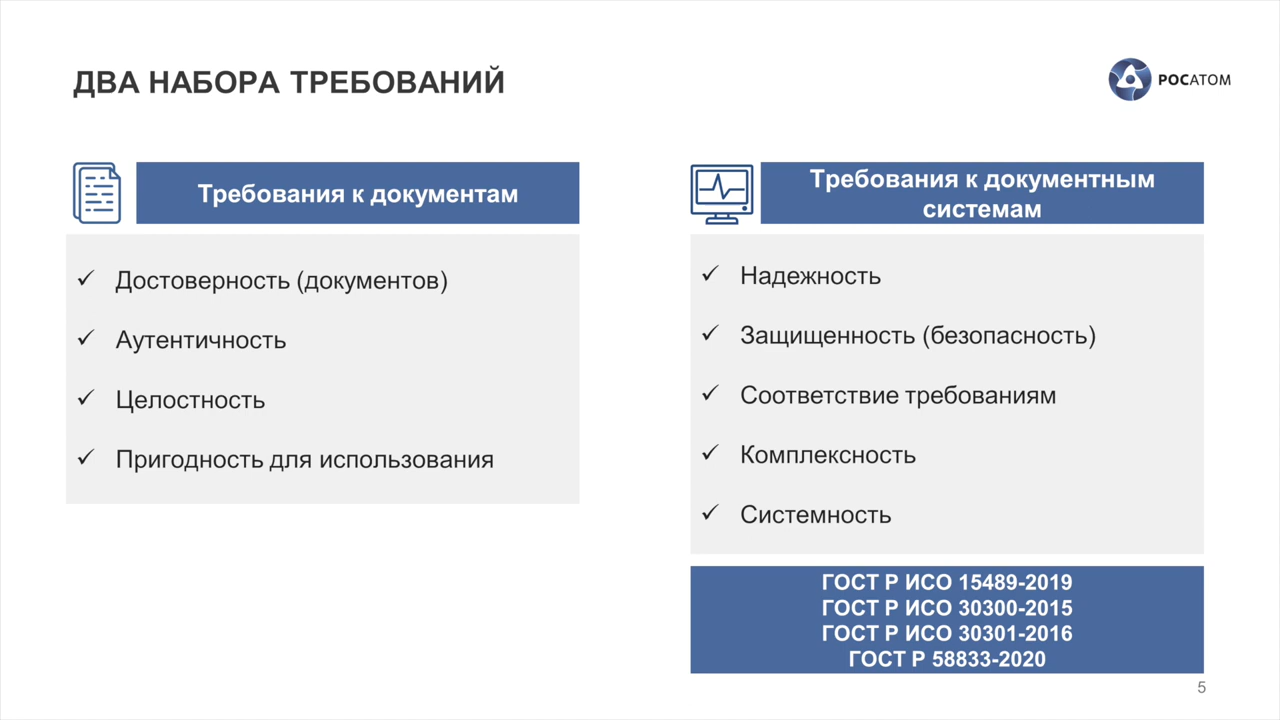 ДВА НАБОРА ТРЕБОВАНИЙ
РОСАТОМ
Требования к документам
Достоверность (документов)
Аутентичность
Целостность
Пригодность для использования
Требования к документным
системам
Надежность
Защищенность (безопасность)
Соответствие требованиям
Комплексность
Системность
ГОСТ Р ИСО 15489-2019
ГОСТ Р ИСО 30300-2015
ГОСТ Р ИСО 30301-2016
ГОСТ Р 58833-2020
5